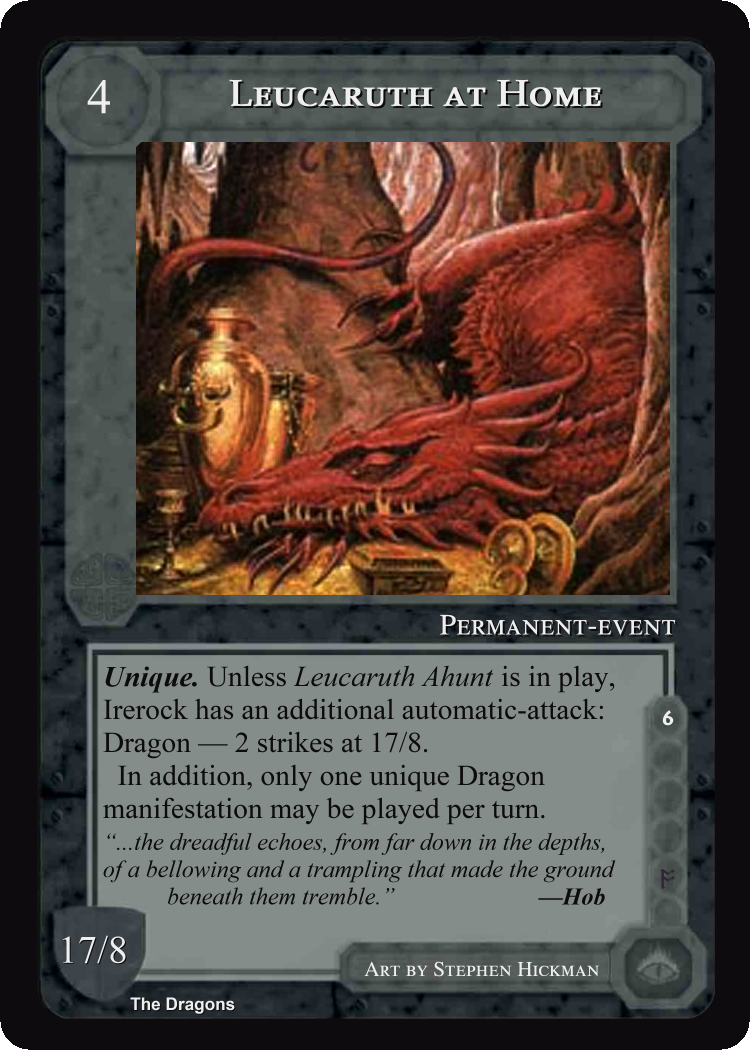 4
Leucaruth at Home
Permanent-event
Unique. Unless Leucaruth Ahunt is in play,
Irerock has an additional automatic-attack:
Dragon — 2 strikes at 17/8.
In addition, only one unique Dragon
manifestation may be played per turn.
“...the dreadful echoes, from far down in the depths,
of a bellowing and a trampling that made the ground
beneath them tremble.” —Hob
6
17/8
Art by Stephen Hickman
The Dragons